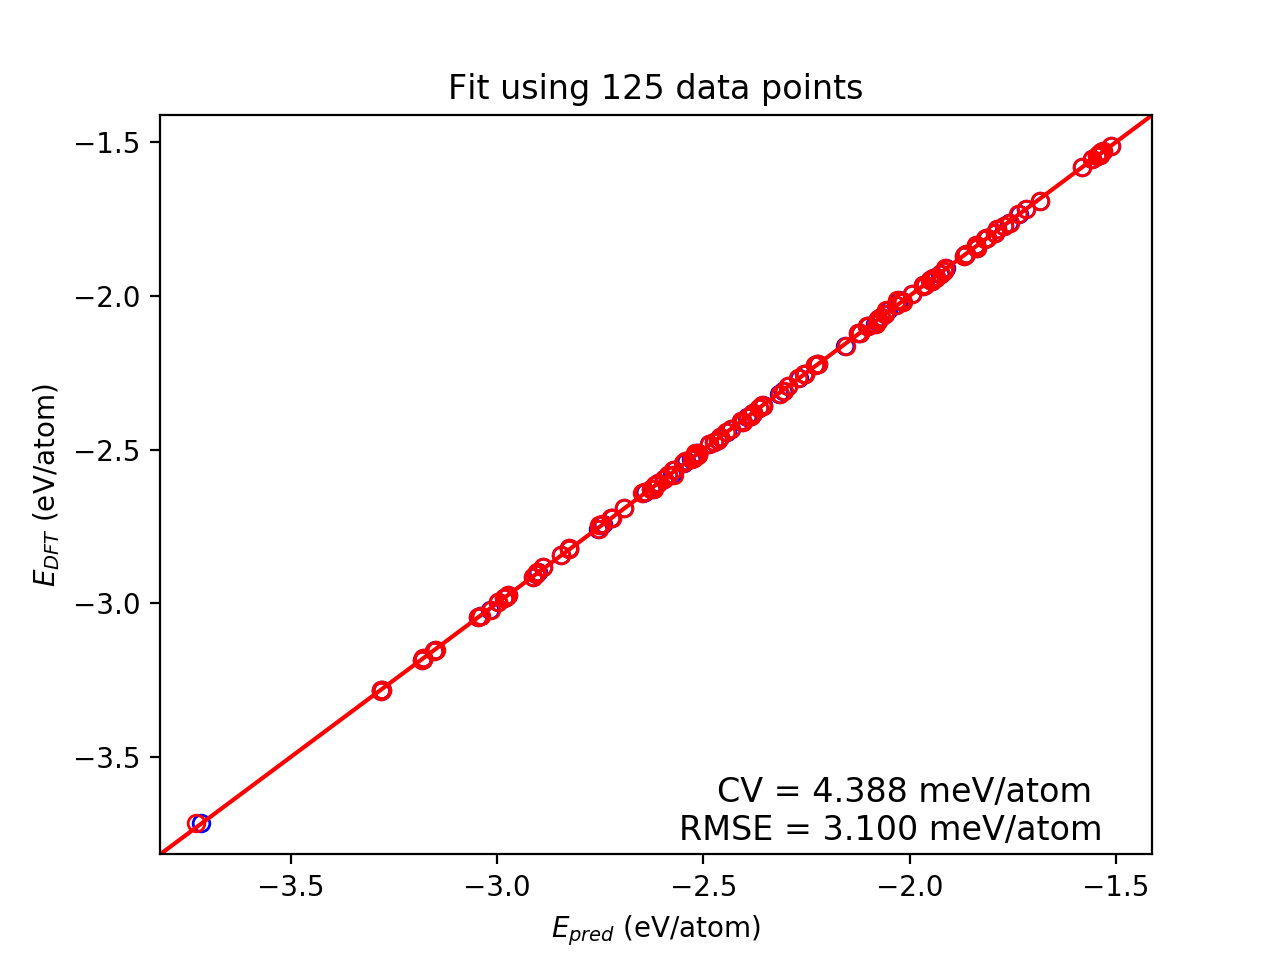 Fit using 125 data points
−1.5
−2.0
−2.5
−3.0
−3.5
E_DFT (eV/atom)
CV = 4.388 meV/atom
RMSE = 3.100 meV/atom
−3.5 −3.0 −2.5 −2.0 −1.5
E_pred (eV/atom)